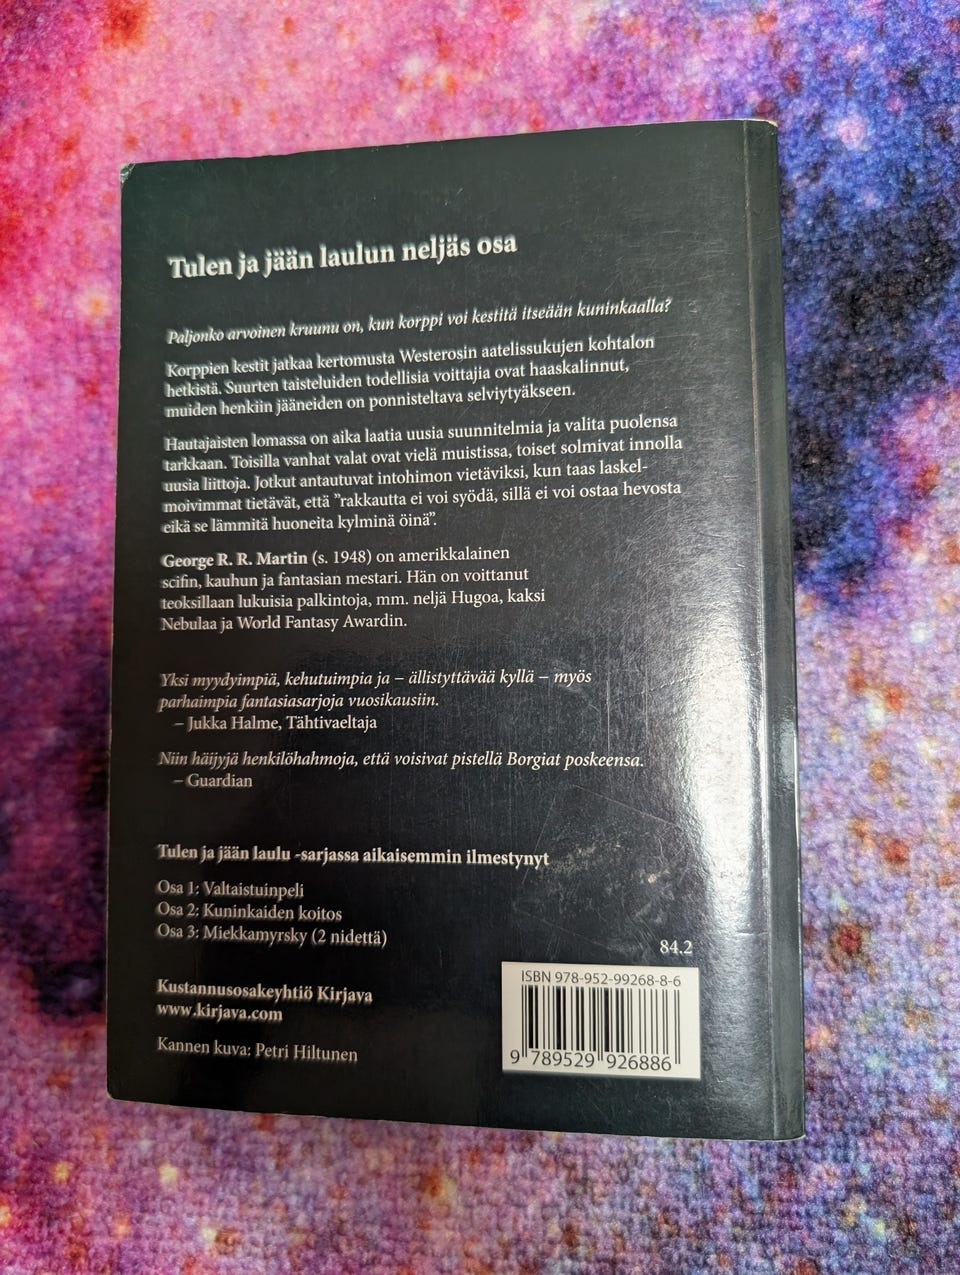 Tulen ja jään laulun neljäs osa
Paljonko arvoinen kruunu on, kun korppi voi kestitä itseään kuninkaalla?
Korppien kestit jatkaa kertomusta Westerosin aatelissukujen kohtalon
hetkistä. Suurten taisteluiden todellisia voittajia ovat haaskalinnut,
muiden henkiin jääneiden on ponnisteltava selviytyäkseen.
Hautajaisten lomassa on aika laatia uusia suunnitelmia ja valita puolensa
tarkkaan. Toisilla vanhat valat ovat vielä muistissa, toiset solmivat innolla
uusia liittoja. Jotkut antautuvat intohimon vietäviksi, kun taas laskel-
moivimmat tietävät, että ”rakkautta ei voi syödä, sillä ei voi ostaa hevosta
eikä se lämmitä huoneita kylminä öinä”.
George R. R. Martin (s. 1948) on amerikkalainen
scifin, kauhun ja fantasian mestari. Hän on voittanut
teoksillaan lukuisia palkintoja, mm. neljä Hugoa, kaksi
Nebulaa ja World Fantasy Awardin.
Yksi myydyimpiä, kehutuimpia ja – ällistyttävää kyllä – myös
parhaimpia fantasiasarjoja vuosikausiin.
– Jukka Halme, Tähtivaeltaja
Niin häijyjä henkilöhahmoja, että voisivat pistellä Borgiat poskeensa.
– Guardian
Tulen ja jään laulu -sarjassa aikaisemmin ilmestynyt
Osa 1: Valtaistuinpeli
Osa 2: Kuninkaiden koitos
Osa 3: Miekkamyrsky (2 nidettä)
Kustannusosakeyhtiö Kirjava
www.kirjava.com
Kannen kuva: Petri Hiltunen
84.2
ISBN 978-952-99268-8-6
9 789529 926886